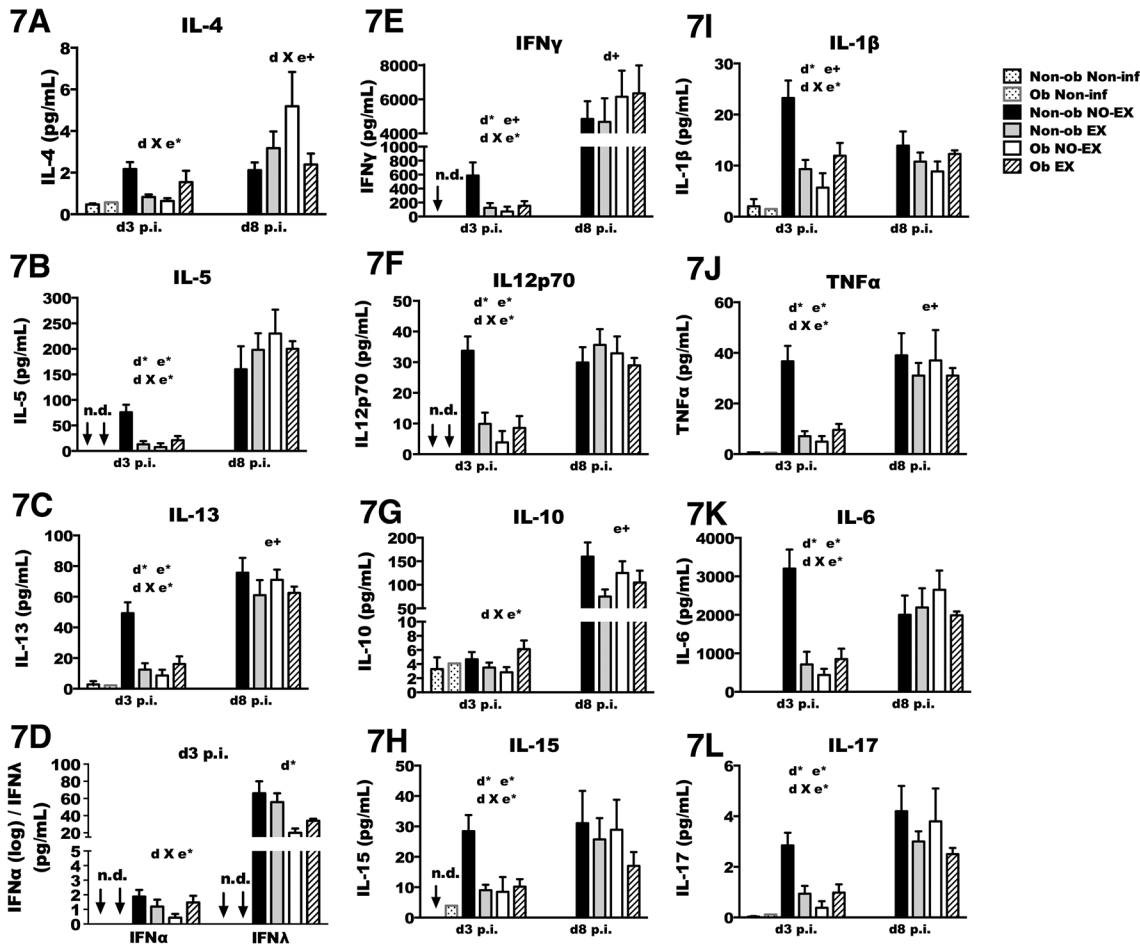 7A
IL-4
IL-4 (pg/mL)
8
6
4
2
0
d X e*
d X e+
d3 p.i.
d8 p.i.
7E
IFNγ
IFNγ (pg/mL)
8000
6000
4000
1000
800
600
400
200
0
n.d.
d* e+
d X e*
d+
d3 p.i.
d8 p.i.
7I
IL-1β
IL-1β (pg/mL)
30
20
10
0
d* e+
d X e*
d3 p.i.
d8 p.i.
Non-ob Non-inf
Ob Non-inf
Non-ob NO-EX
Non-ob EX
Ob NO-EX
Ob EX
7B
IL-5
IL-5 (pg/mL)
300
250
200
150
100
50
0
n.d.
d* e*
d X e*
d3 p.i.
d8 p.i.
7F
IL12p70
IL12p70 (pg/mL)
50
40
30
20
10
0
n.d.
d* e*
d X e*
d3 p.i.
d8 p.i.
7J
TNFα
TNFα (pg/mL)
60
40
20
0
d* e*
d X e*
e+
d3 p.i.
d8 p.i.
7C
IL-13
IL-13 (pg/mL)
100
80
60
40
20
0
d* e*
d X e*
e+
d3 p.i.
d8 p.i.
7G
IL-10
IL-10 (pg/mL)
200
150
100
50
10
8
6
4
2
0
d X e*
e+
d3 p.i.
d8 p.i.
7K
IL-6
IL-6 (pg/mL)
4000
3000
2000
1000
0
d* e*
d X e*
d3 p.i.
d8 p.i.
7D
d3 p.i.
IFNα (log) / IFNλ
(pg/mL)
100
80
60
40
20
5
4
3
2
1
0
n.d.
d X e*
n.d.
d*
IFNα
IFNλ
7H
IL-15
IL-15 (pg/mL)
50
40
30
20
10
0
n.d.
d* e*
d X e*
d3 p.i.
d8 p.i.
7L
IL-17
IL-17 (pg/mL)
6
4
2
0
d* e*
d X e*
d3 p.i.
d8 p.i.